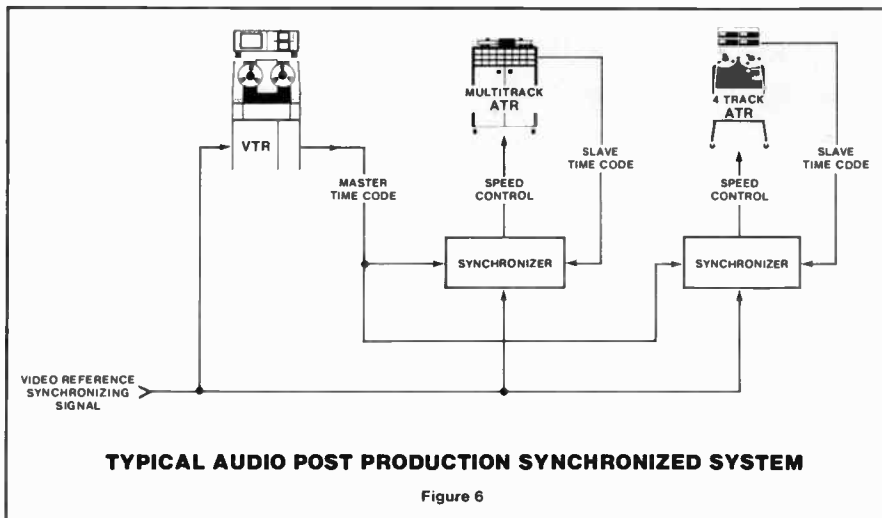 VTR
MULTITRACK
ATR
4 TRACK
ATR
MASTER
TIME CODE
SPEED
CONTROL
SLAVE
TIME CODE
SPEED
CONTROL
SLAVE
TIME CODE
SYNCHRONIZER
SYNCHRONIZER
VIDEO REFERENCE
SYNCHRONIZING
SIGNAL
TYPICAL AUDIO POST PRODUCTION SYNCHRONIZED SYSTEM
Figure 6